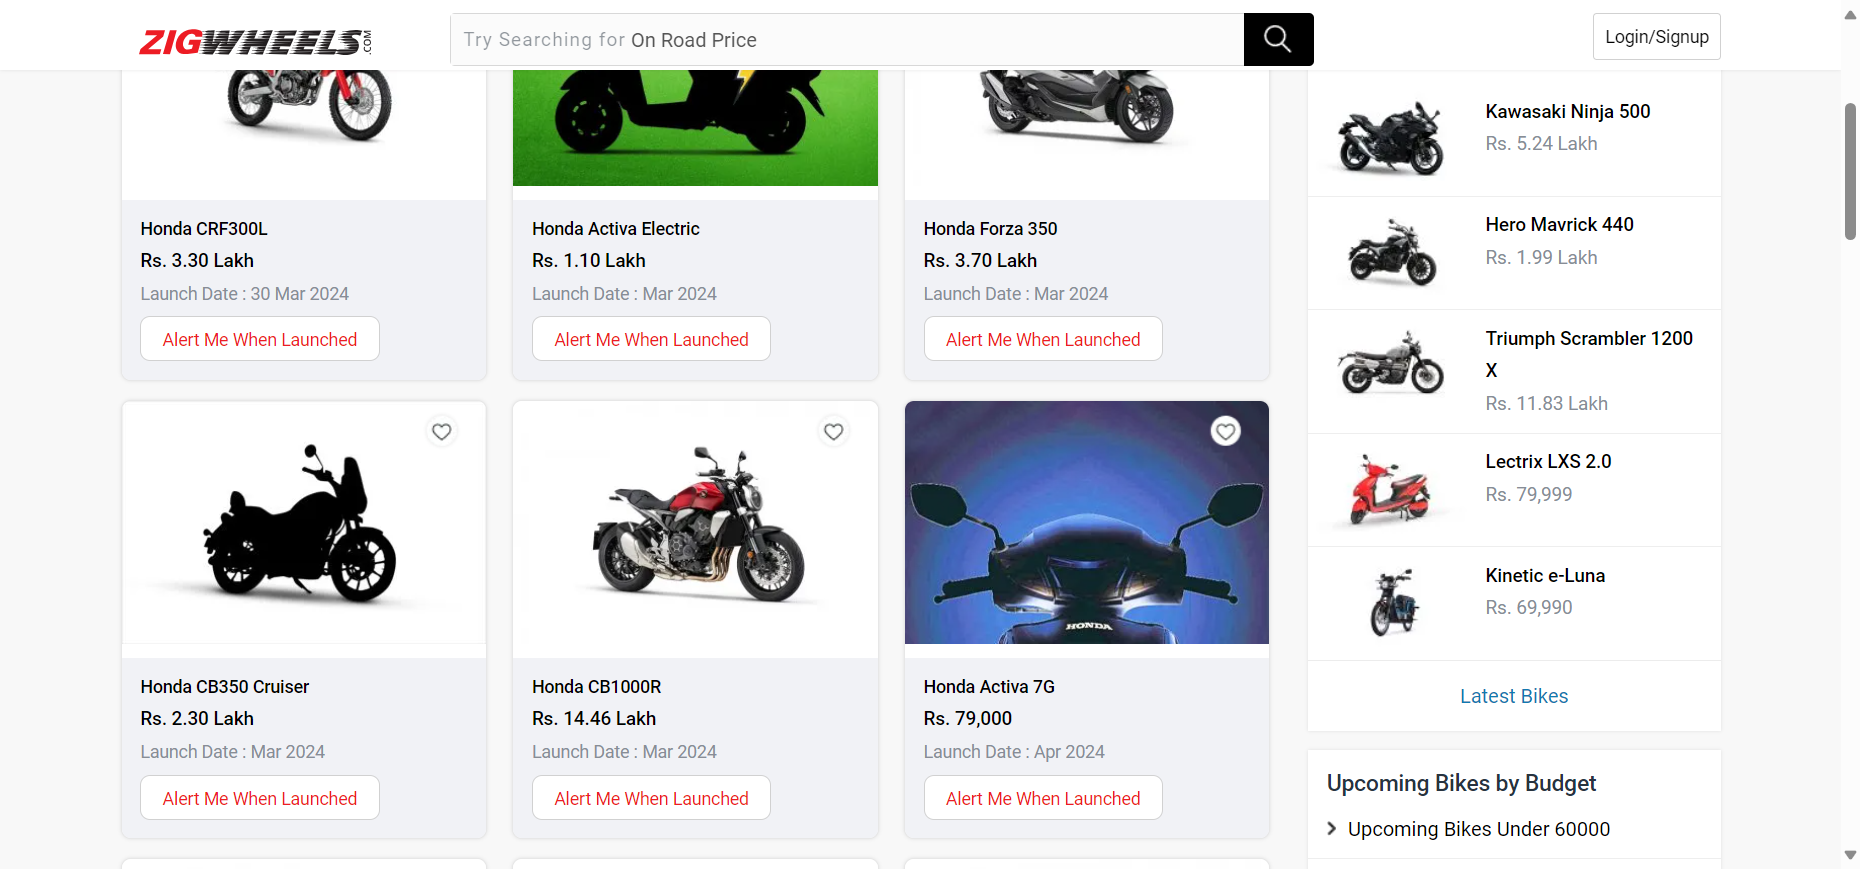 ZIGWHEELS.COM
Try Searching for On Road Price
Login/Signup
Honda CRF300L
Rs. 3.30 Lakh
Launch Date : 30 Mar 2024
Alert Me When Launched
Honda Activa Electric
Rs. 1.10 Lakh
Launch Date : Mar 2024
Alert Me When Launched
Honda Forza 350
Rs. 3.70 Lakh
Launch Date : Mar 2024
Alert Me When Launched
Honda CB350 Cruiser
Rs. 2.30 Lakh
Launch Date : Mar 2024
Alert Me When Launched
Honda CB1000R
Rs. 14.46 Lakh
Launch Date : Mar 2024
Alert Me When Launched
HONDA
Honda Activa 7G
Rs. 79,000
Launch Date : Apr 2024
Alert Me When Launched
Kawasaki Ninja 500
Rs. 5.24 Lakh
Hero Mavrick 440
Rs. 1.99 Lakh
Triumph Scrambler 1200
X
Rs. 11.83 Lakh
Lectrix LXS 2.0
Rs. 79,999
Kinetic e-Luna
Rs. 69,990
Latest Bikes
Upcoming Bikes by Budget
Upcoming Bikes Under 60000